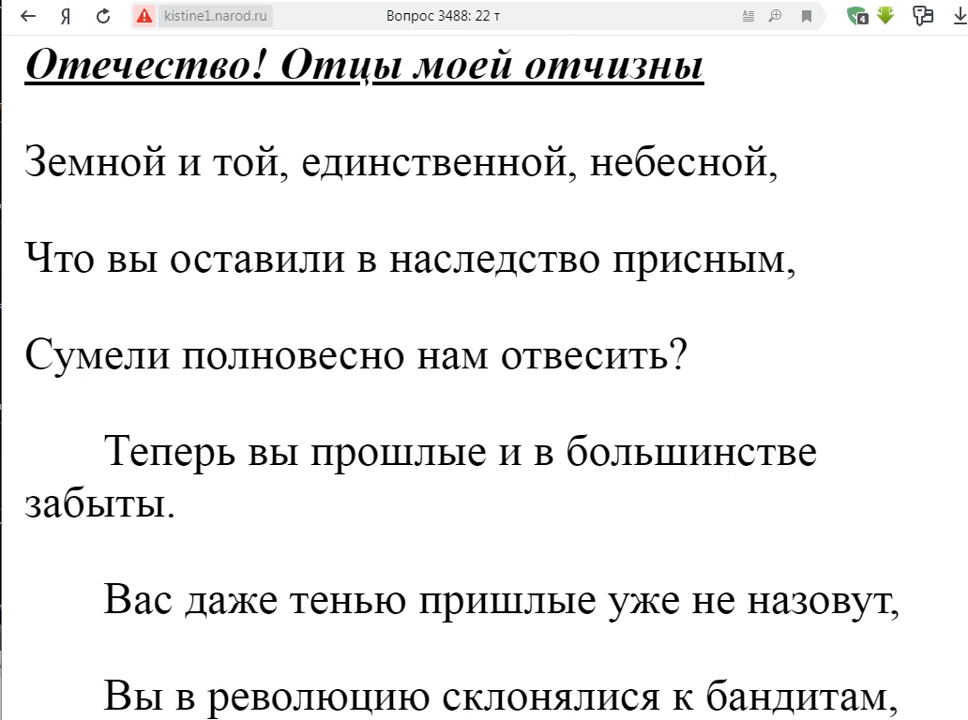 Я kistine1.narod.ru Вопрос 3488: 22 т 4
Отечество! Отцы моей отчизны
Земной и той, единственной, небесной,
Что вы оставили в наследство присным,
Сумели полновесно нам отвесить?
Теперь вы прошлые и в большинстве
забыты.
Вас даже тенью пришлые уже не назовут,
Вы в революцию склонялися к бандитам,